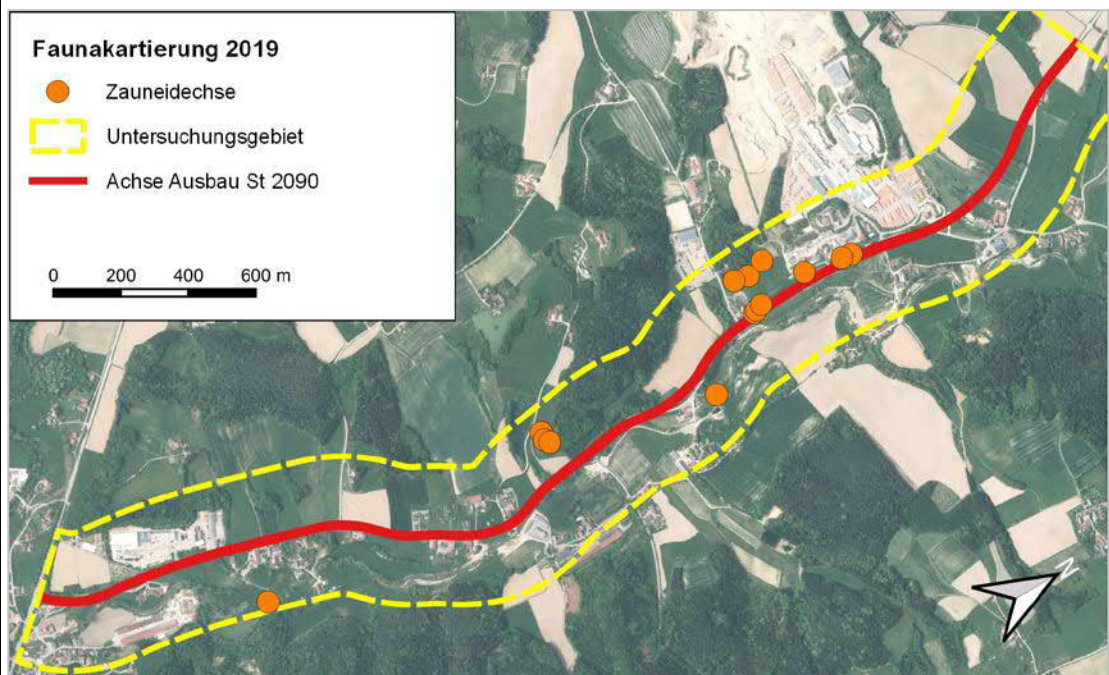 Faunakartierung 2019
Zauneidechse
Untersuchungsgebiet
Achse Ausbau St 2090
0 200 400 600 m
N